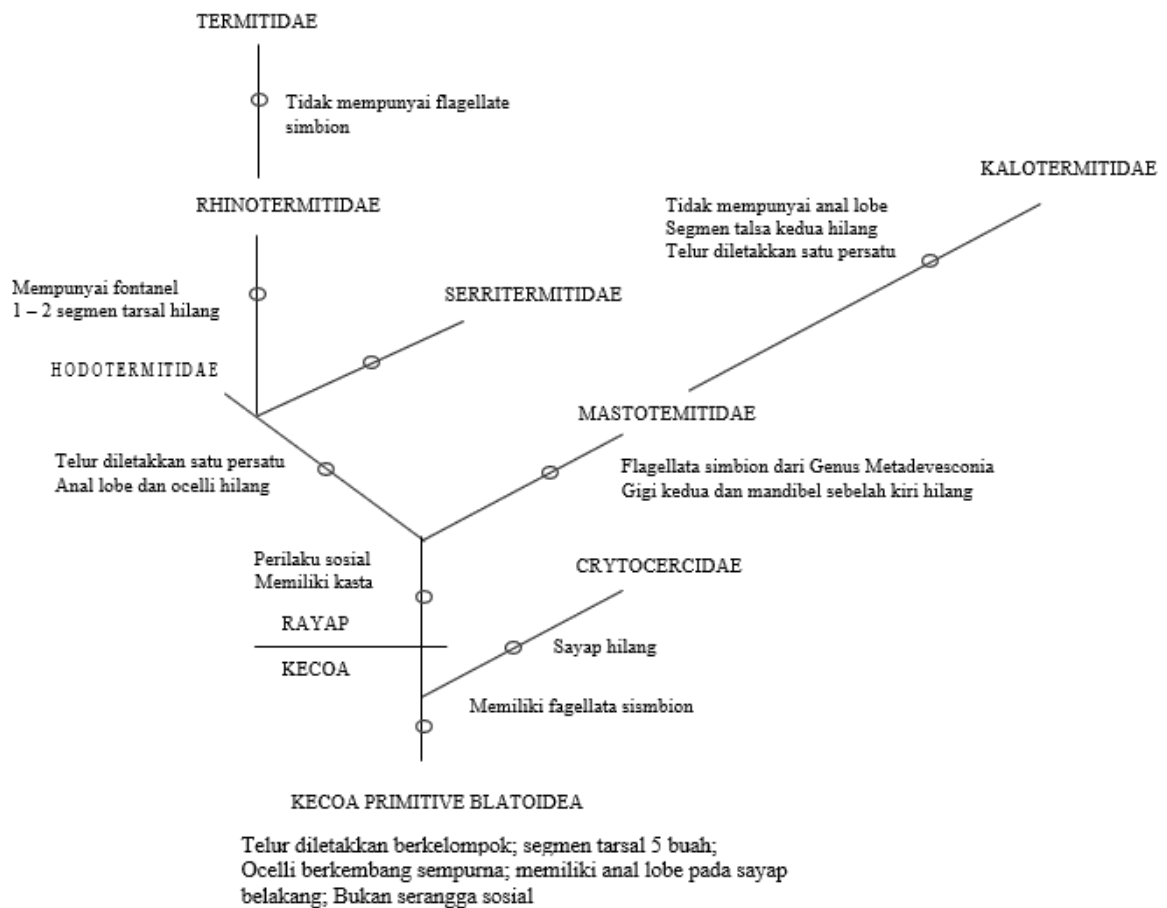 TERMITIDAE
Tidak mempunyai flagellate
simbion
KALOTERMITIDAE
RHINOTERMITIDAE
Tidak mempunyai anal lobe
Segmen talsa kedua hilang
Telur diletakkan satu persatu
Mempunyai fontanel
1 – 2 segmen tarsal hilang
SERRITERMITIDAE
HODOTERMITIDAE
MASTOTEMITIDAE
Telur diletakkan satu persatu
Anal lobe dan ocelli hilang
Flagellata simbion dari Genus Metadevesconia
Gigi kedua dan mandibel sebelah kiri hilang
Perilaku sosial
Memiliki kasta
CRYTOCERCIDAE
RAYAP
KECOA
Sayap hilang
Memiliki fagellata sismbion
KECOA PRIMITIVE BLATOIDEA
Telur diletakkan berkelompok; segmen tarsal 5 buah;
Ocelli berkembang sempurna; memiliki anal lobe pada sayap
belakang; Bukan serangga sosial